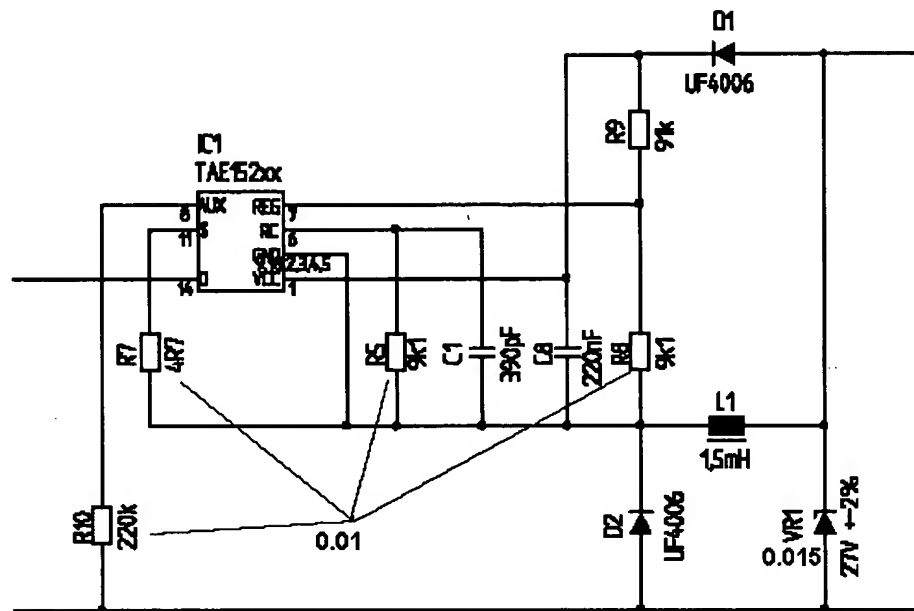 D1
UF4006
R9
91k
IC1
TAE152xx
AUX
REG
8
7
S
RC
11
6
GND
VCC
14
1
R7
4R7
R5
9k1
C1
390pF
C8
220nF
R8
9k1
L1
1,5mH
R10
220k
0.01
D2
UF4006
VR1
0.015
27V +-2%